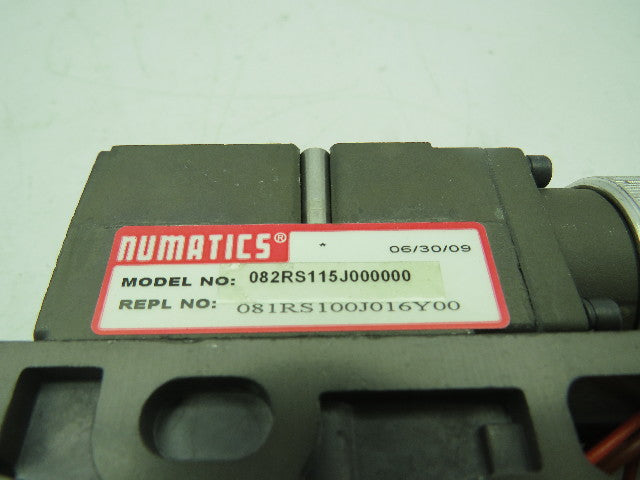 NUMATICS® * 06/30/09
MODEL NO: 082RS115J000000
REPL NO: 081RS100J016Y00